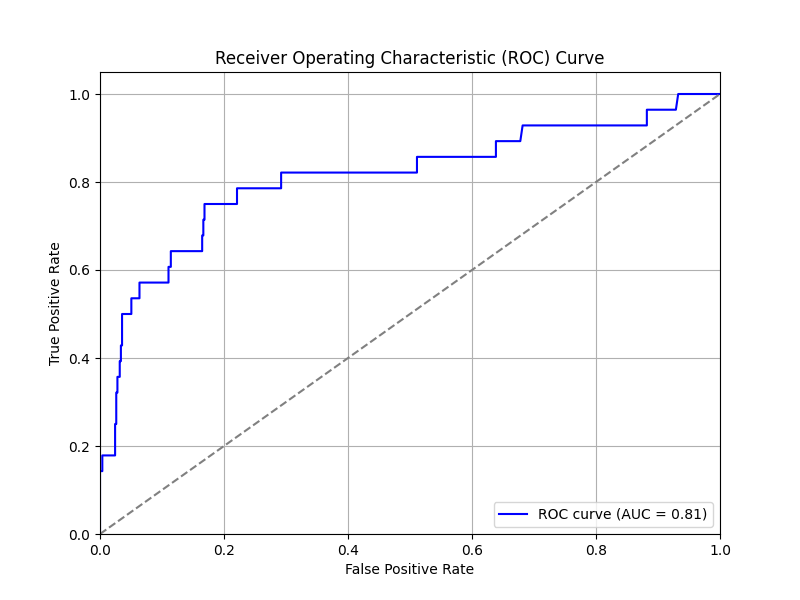 Receiver Operating Characteristic (ROC) Curve
True Positive Rate
1.0
0.8
0.6
0.4
0.2
0.0
ROC curve (AUC = 0.81)
0.0 0.2 0.4 0.6 0.8 1.0
False Positive Rate